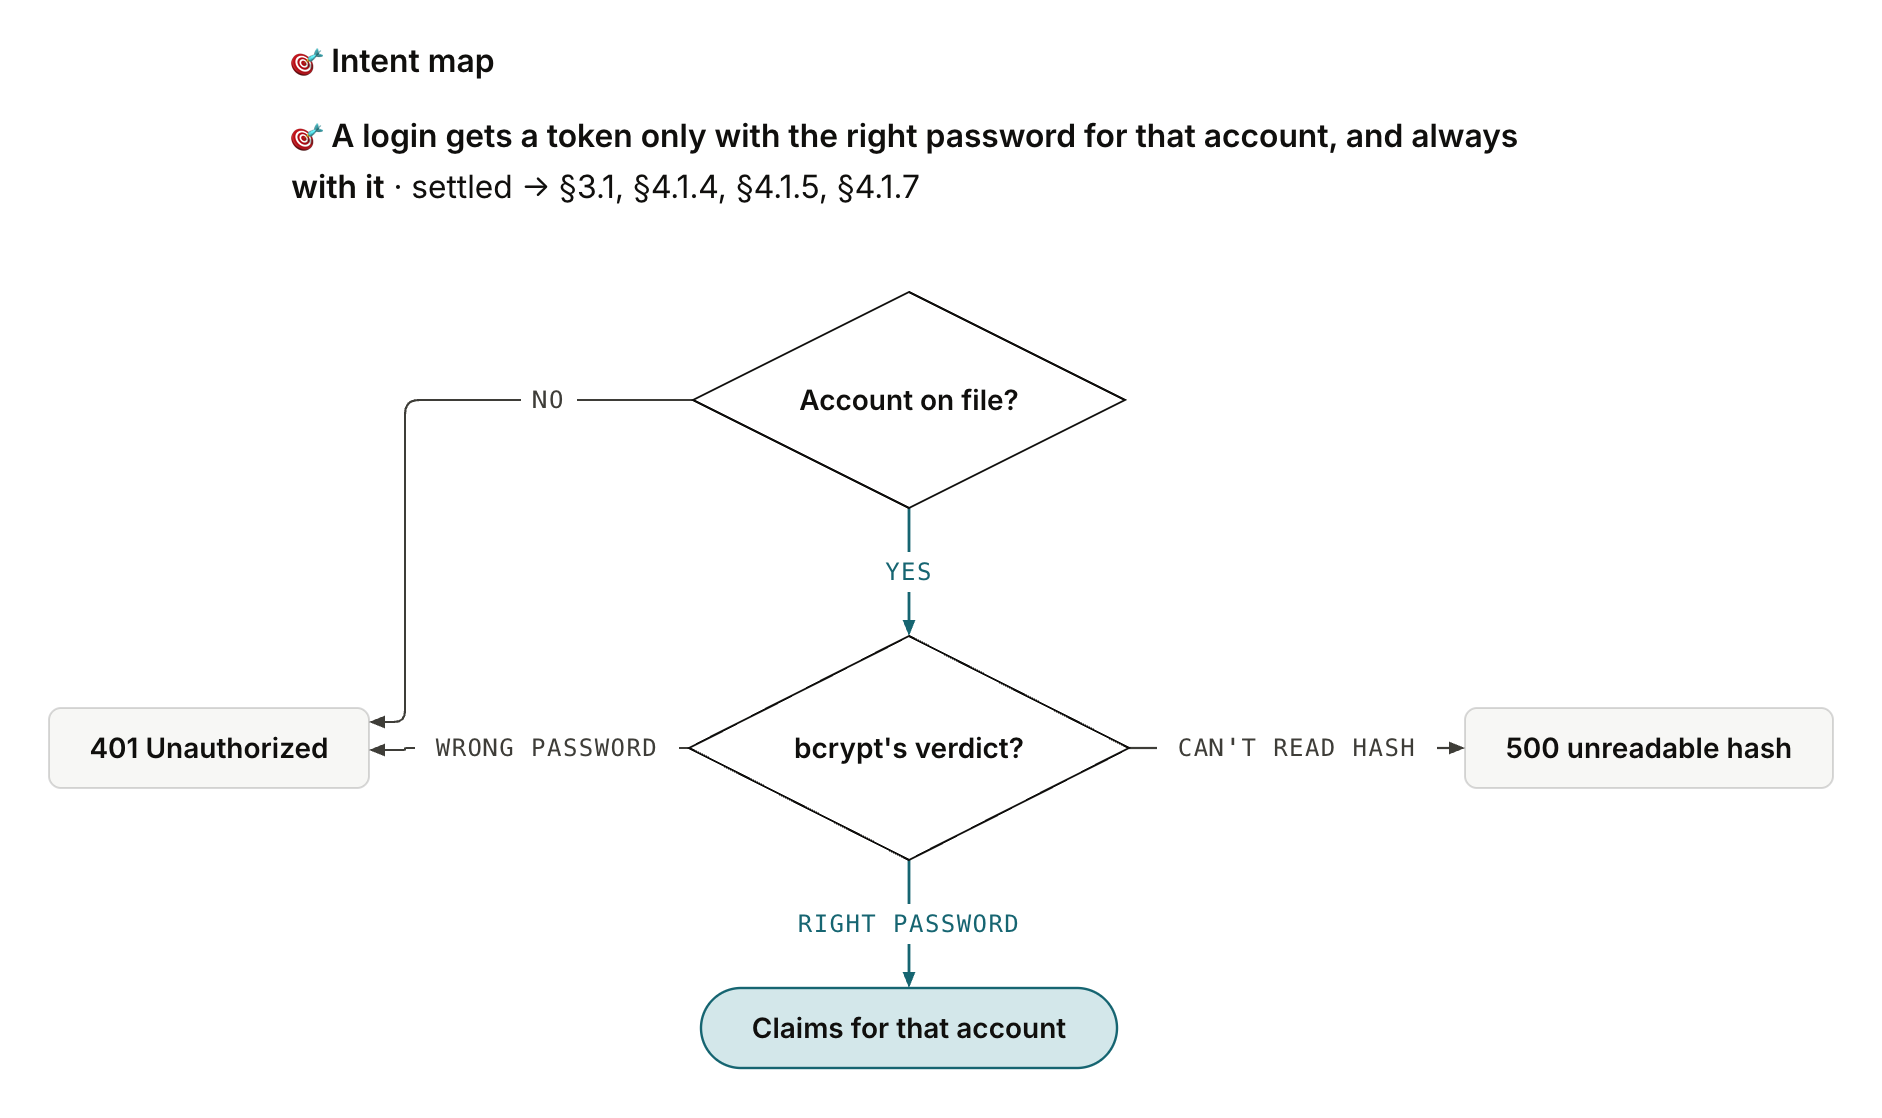 🎯 Intent map
🎯 A login gets a token only with the right password for that account, and always
with it · settled → §3.1, §4.1.4, §4.1.5, §4.1.7
Account on file?
NO
YES
401 Unauthorized
WRONG PASSWORD
bcrypt's verdict?
CAN'T READ HASH
500 unreadable hash
RIGHT PASSWORD
Claims for that account